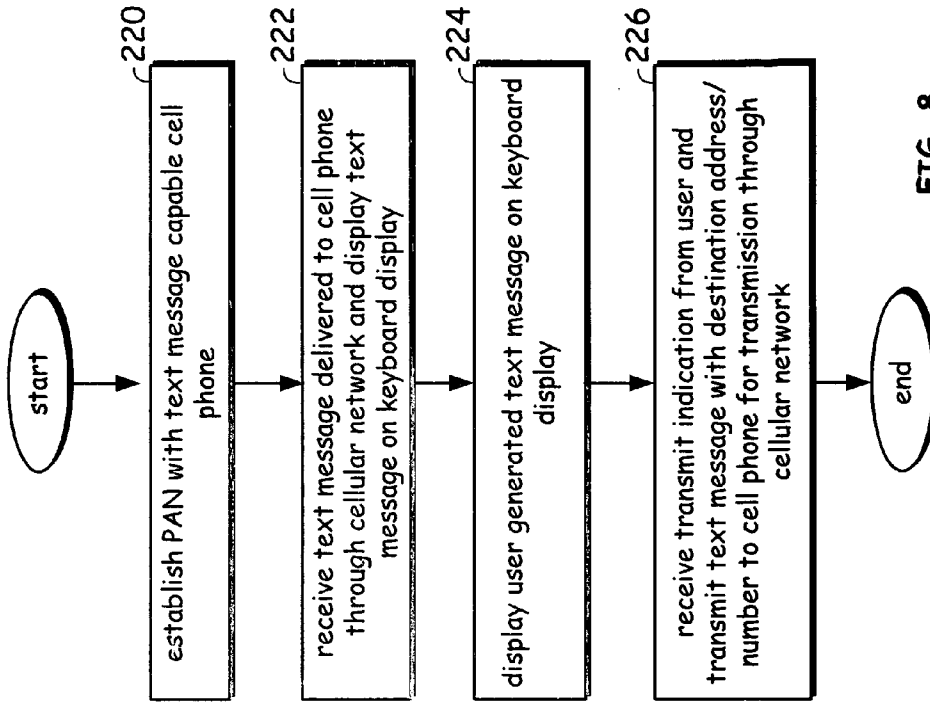 start
220
establish PAN with text message capable cell
phone
222
receive text message delivered to cell phone
through cellular network and display text
message on keyboard display
224
display user generated text message on keyboard
display
226
receive transmit indication from user and
transmit text message with destination address/
number to cell phone for transmission through
cellular network
end
FIG. 8